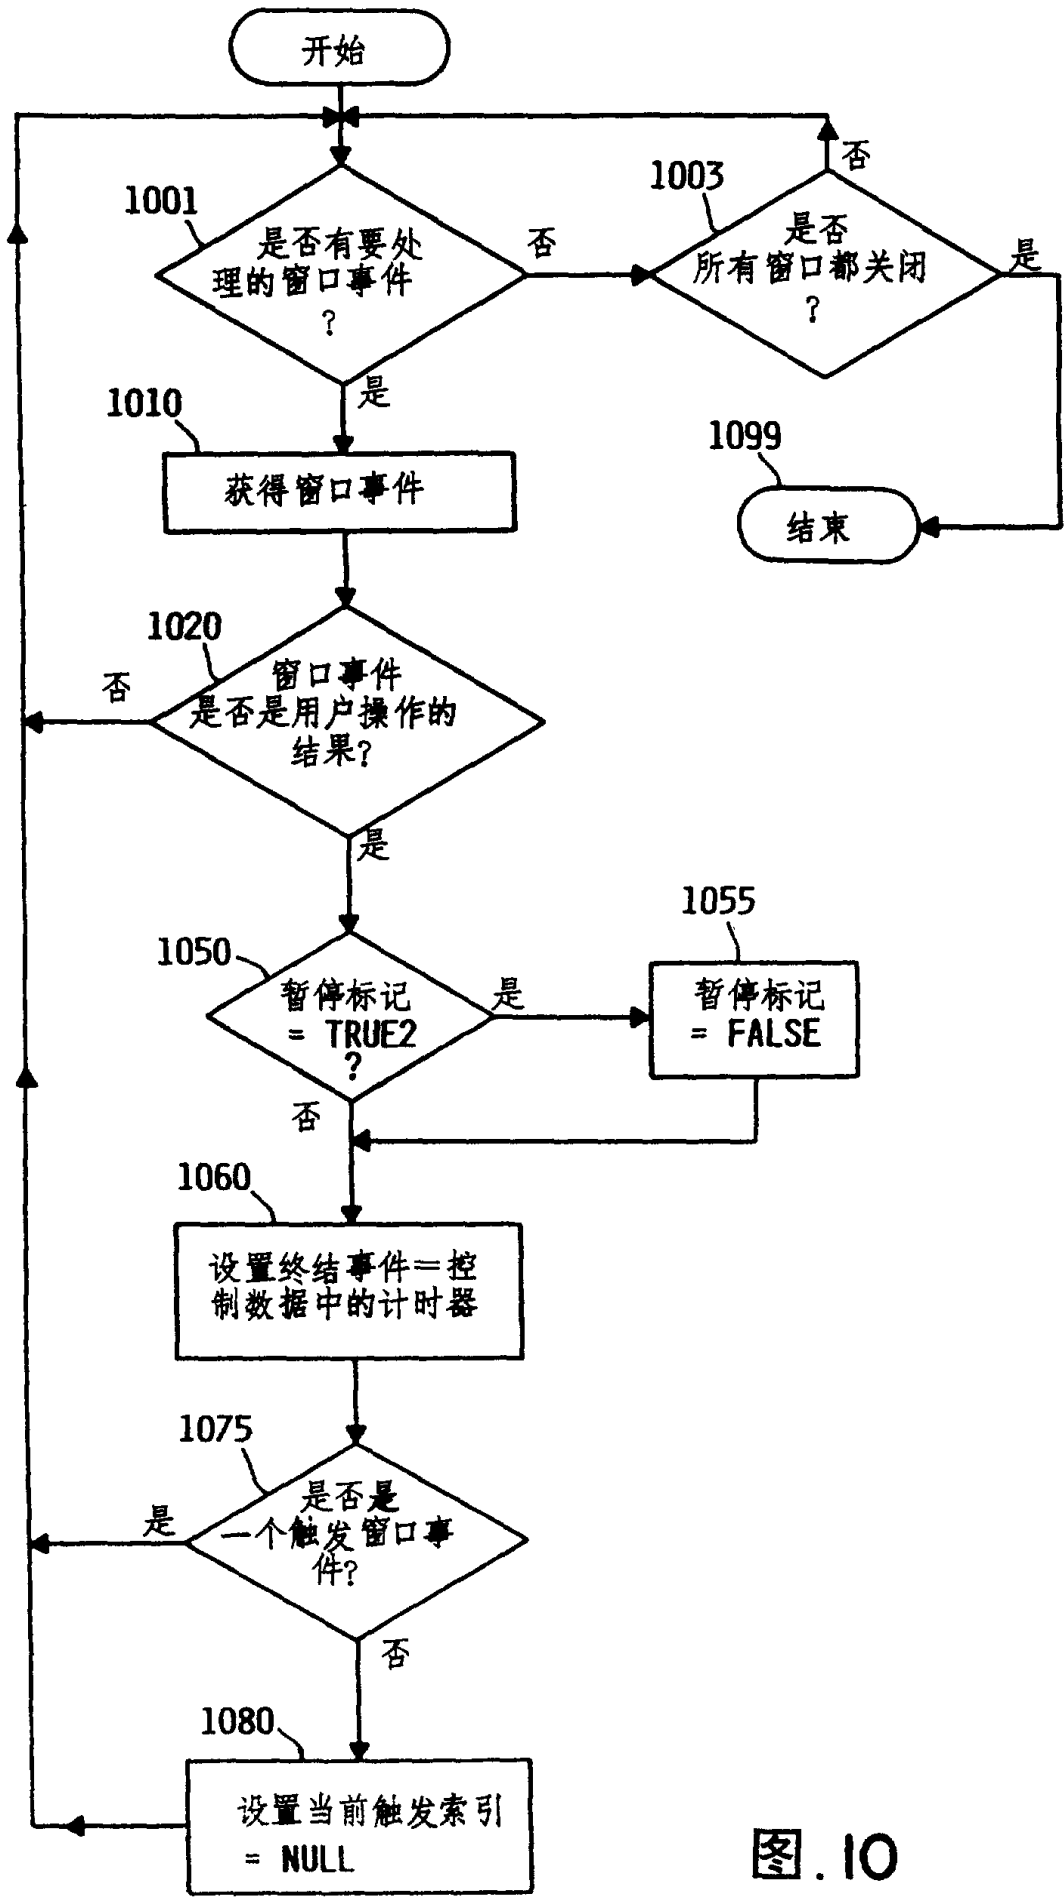 开始
否
1001
1003
是否有要处
理的窗口事件
?
否
是否
所有窗口都关闭
?
是
是
1010
获得窗口事件
1099
结束
1020
窗口事件
是否是用户操作的
结果?
否
是
1050
暂停标记
= TRUE2
?
是
1055
暂停标记
= FALSE
否
1060
设置终结事件=控
制数据中的计时器
1075
是否是
一个触发窗口事
件?
是
否
1080
设置当前触发索引
= NULL
图.10